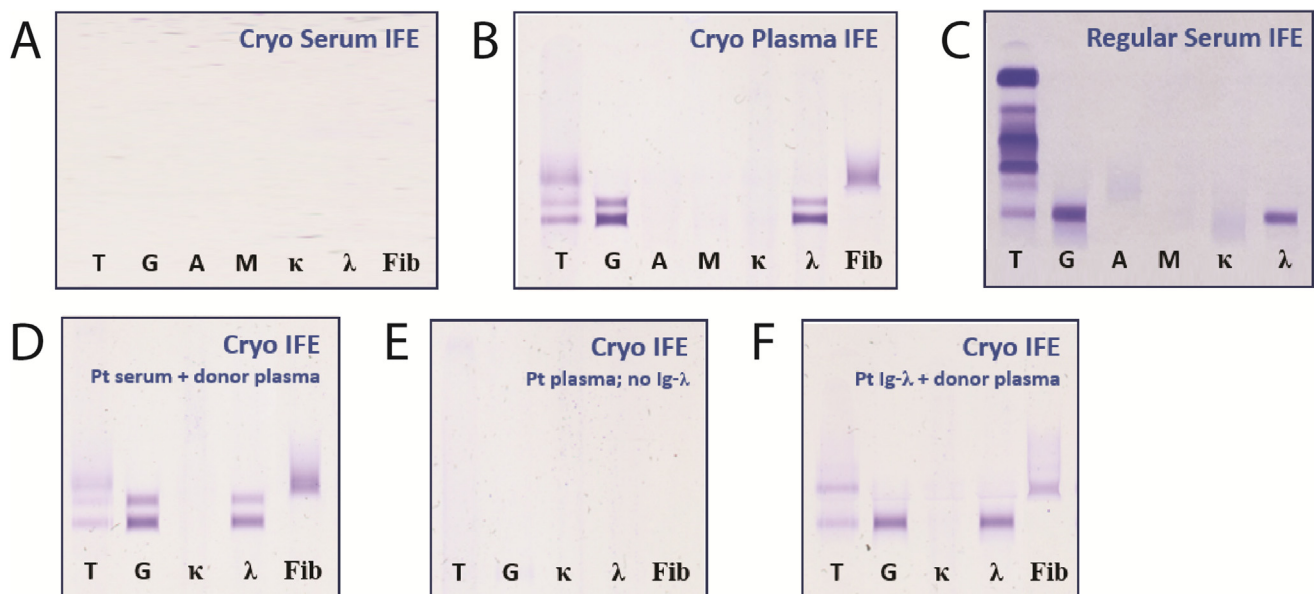 A
Cryo Serum IFE
T G A M κ λ Fib
B
Cryo Plasma IFE
T G A M κ λ Fib
C
Regular Serum IFE
T G A M κ λ
D
Cryo IFE
Pt serum + donor plasma
T G κ λ Fib
E
Cryo IFE
Pt plasma; no Ig-λ
T G κ λ Fib
F
Cryo IFE
Pt Ig-λ + donor plasma
T G κ λ Fib